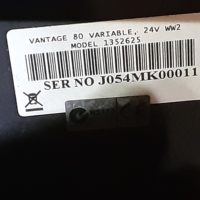 VANTAGE 80 VARIABLE, 24V WW2
MODEL 1352625
SER NO J054MK00011